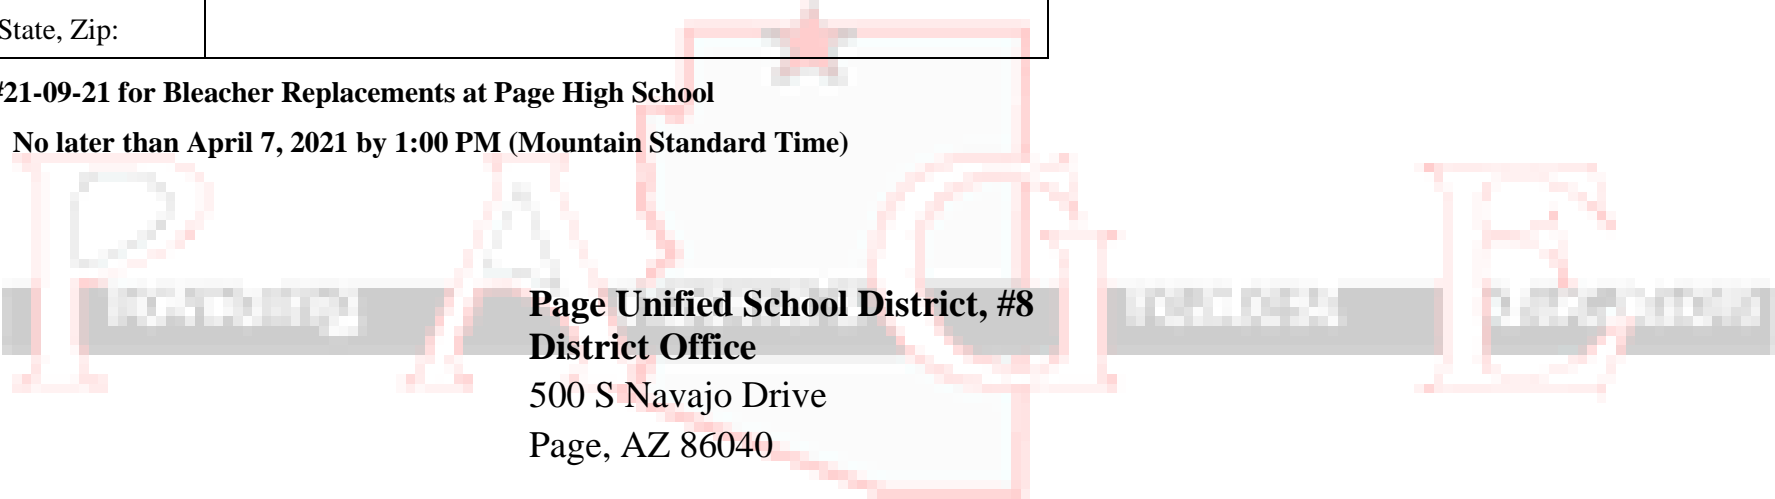 State, Zip:
#21-09-21 for Bleacher Replacements at Page High School
No later than April 7, 2021 by 1:00 PM (Mountain Standard Time)
P A G E
Page Unified School District, #8
District Office
500 S Navajo Drive
Page, AZ 86040